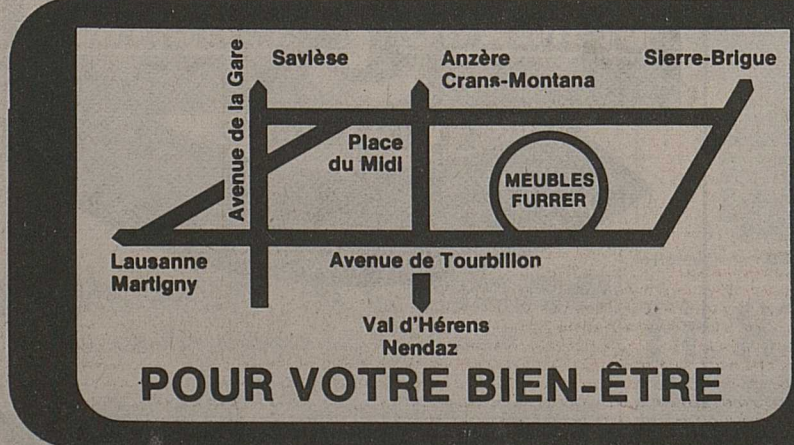 Savièse
Anzère
Crans-Montana
Sierre-Brigue
Avenue de la Gare
Place
du Midi
MEUBLES
FURRER
Lausanne
Martigny
Avenue de Tourbillon
Val d'Hérens
Nendaz
POUR VOTRE BIEN-ÊTRE